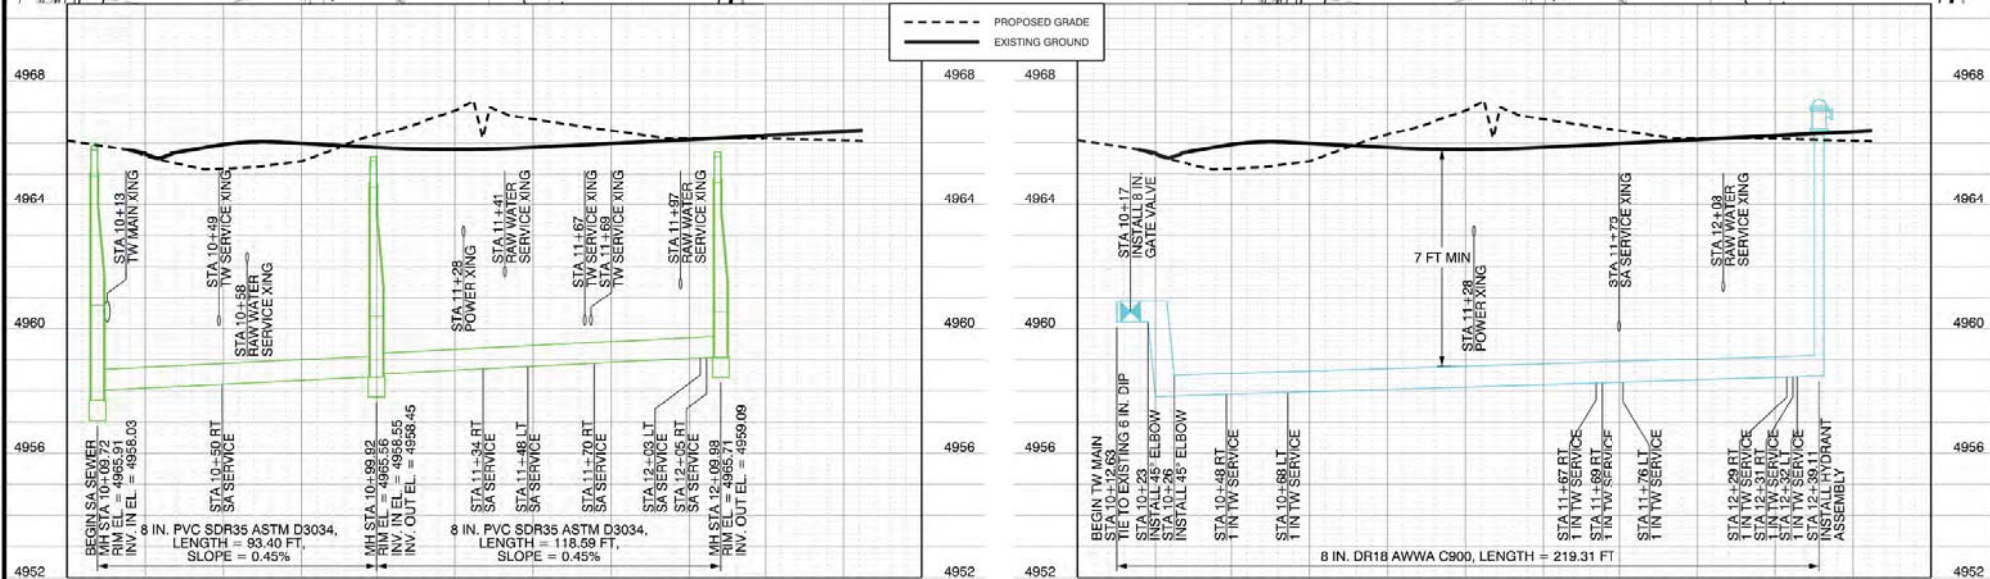 PROPOSED GRADE
EXISTING GROUND
4968
4964
4960
4956
4952
STA 10+13
TW MAIN XING
STA 10+49
TW SERVICE XING
STA 10+58
RAW WATER
SERVICE XING
STA 11+28
POWER XING
STA 11+41
RAW WATER
SERVICE XING
STA 11+67
TW SERVICE XING
STA 11+69
TW SERVICE XING
STA 11+97
RAW WATER
SERVICE XING
BEGIN SA SEWER
MH STA 10+09.72
RIM EL. = 4965.91
INV. IN EL. = 4958.03
STA 10+50 RT
SA SERVICE
MH STA 10+99.92
RIM EL. = 4965.56
INV. IN EL. = 4958.55
INV. OUT EL. = 4958.45
STA 11+34 RT
SA SERVICE
STA 11+48 LT
SA SERVICE
STA 11+70 RT
SA SERVICE
STA 12+03 LT
SA SERVICE
STA 12+05 RT
SA SERVICE
MH STA 12+09.98
RIM EL. = 4965.71
INV. OUT EL. = 4959.09
8 IN. PVC SDR35 ASTM D3034,
LENGTH = 93.40 FT,
SLOPE = 0.45%
8 IN. PVC SDR35 ASTM D3034,
LENGTH = 118.59 FT,
SLOPE = 0.45%
4968
4964
4960
4956
4952
4968
4964
4960
4956
4952
STA 10+17
INSTALL 8 IN.
GATE VALVE
7 FT MIN
STA 11+28
POWER XING
STA 11+75
SA SERVICE XING
STA 12+03
RAW WATER
SERVICE XING
BEGIN TW MAIN
STA 10+12.63
TIE TO EXISTING 6 IN. DIP
STA 10+23
INSTALL 45° ELBOW
STA 10+26
INSTALL 45° ELBOW
STA 10+48 RT
1 IN TW SERVICE
STA 10+68 LT
1 IN TW SERVICE
STA 11+67 RT
1 IN TW SERVICE
STA 11+69 RT
1 IN TW SERVICE
STA 11+76 LT
1 IN TW SERVICE
STA 12+29 RT
1 IN TW SERVICE
STA 12+31 RT
1 IN TW SERVICE
STA 12+32 LT
1 IN TW SERVICE
STA 12+39.11
INSTALL HYDRANT
ASSEMBLY
8 IN. DR18 AWWA C900, LENGTH = 219.31 FT
4968
4964
4960
4956
4952